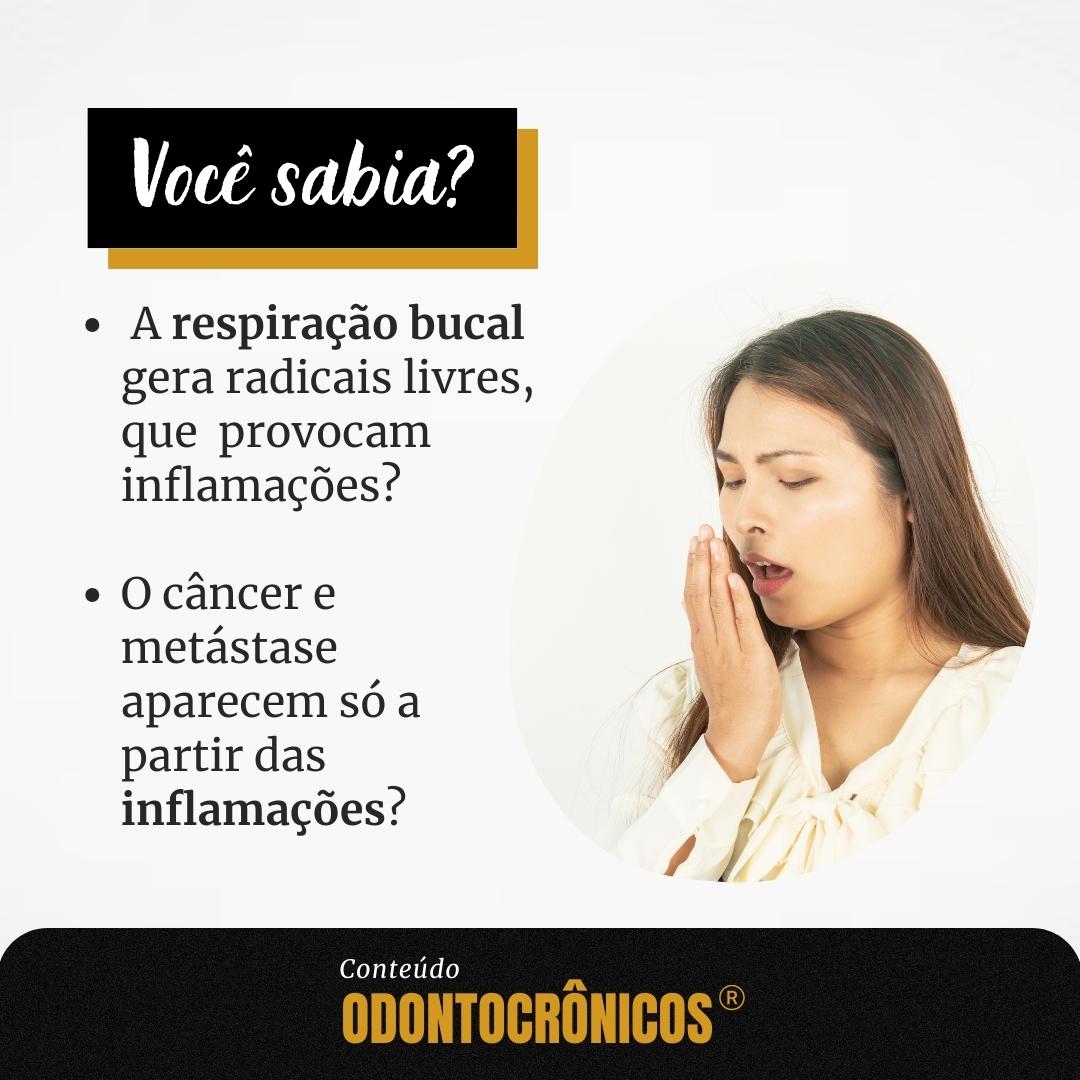 Você sabia?
• A respiração bucal
gera radicais livres,
que provocam
inflamações?
• O câncer e
metástase
aparecem só a
partir das
inflamações?
Conteúdo
ODONTOCRÔNICOS®